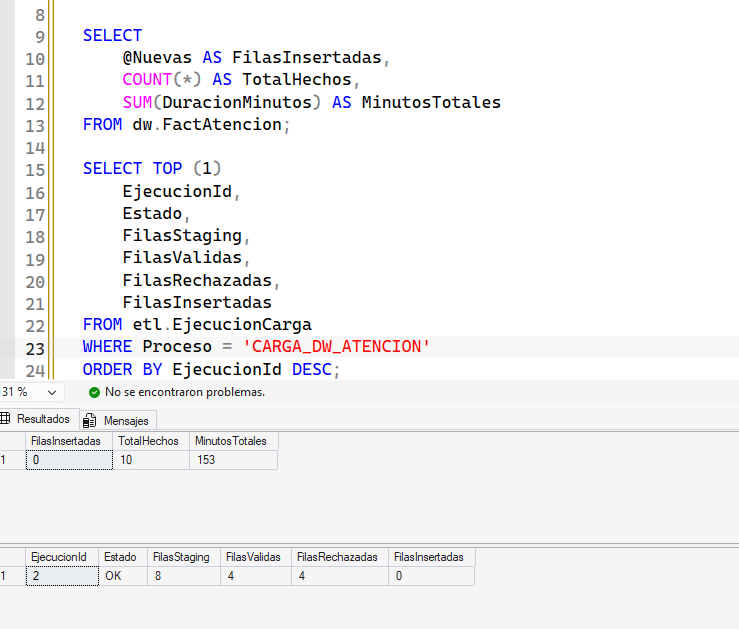 8
9 SELECT
10 @Nuevas AS FilasInsertadas,
11 COUNT(*) AS TotalHechos,
12 SUM(DuracionMinutos) AS MinutosTotales
13 FROM dw.FactAtencion;
14
15 SELECT TOP (1)
16 EjecucionId,
17 Estado,
18 FilasStaging,
19 FilasValidas,
20 FilasRechazadas,
21 FilasInsertadas
22 FROM etl.EjecucionCarga
23 WHERE Proceso = 'CARGA_DW_ATENCION'
24 ORDER BY EjecucionId DESC;
31 % No se encontraron problemas.
Resultados Mensajes
FilasInsertadas TotalHechos MinutosTotales
1 0 10 153
EjecucionId Estado FilasStaging FilasValidas FilasRechazadas FilasInsertadas
1 2 OK 8 4 4 0